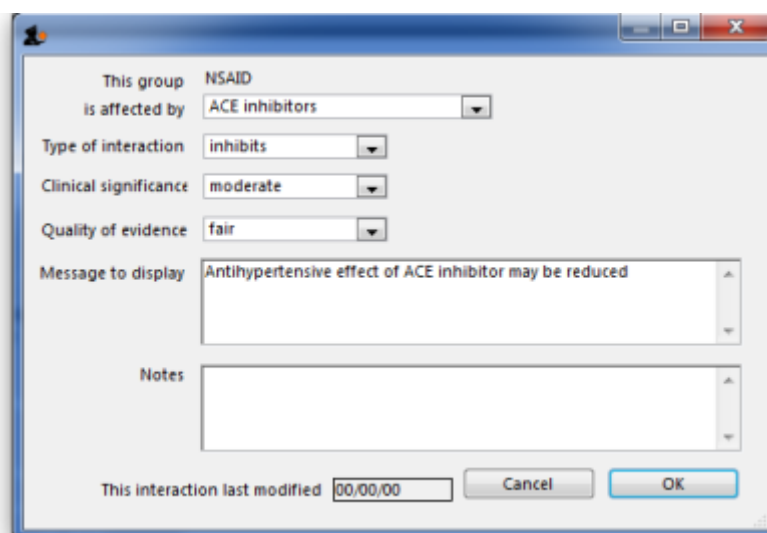 This group NSAID
is affected by ACE inhibitors
Type of interaction inhibits
Clinical significance moderate
Quality of evidence fair
Message to display Antihypertensive effect of ACE inhibitor may be reduced
Notes
This interaction last modified 00/00/00 Cancel OK